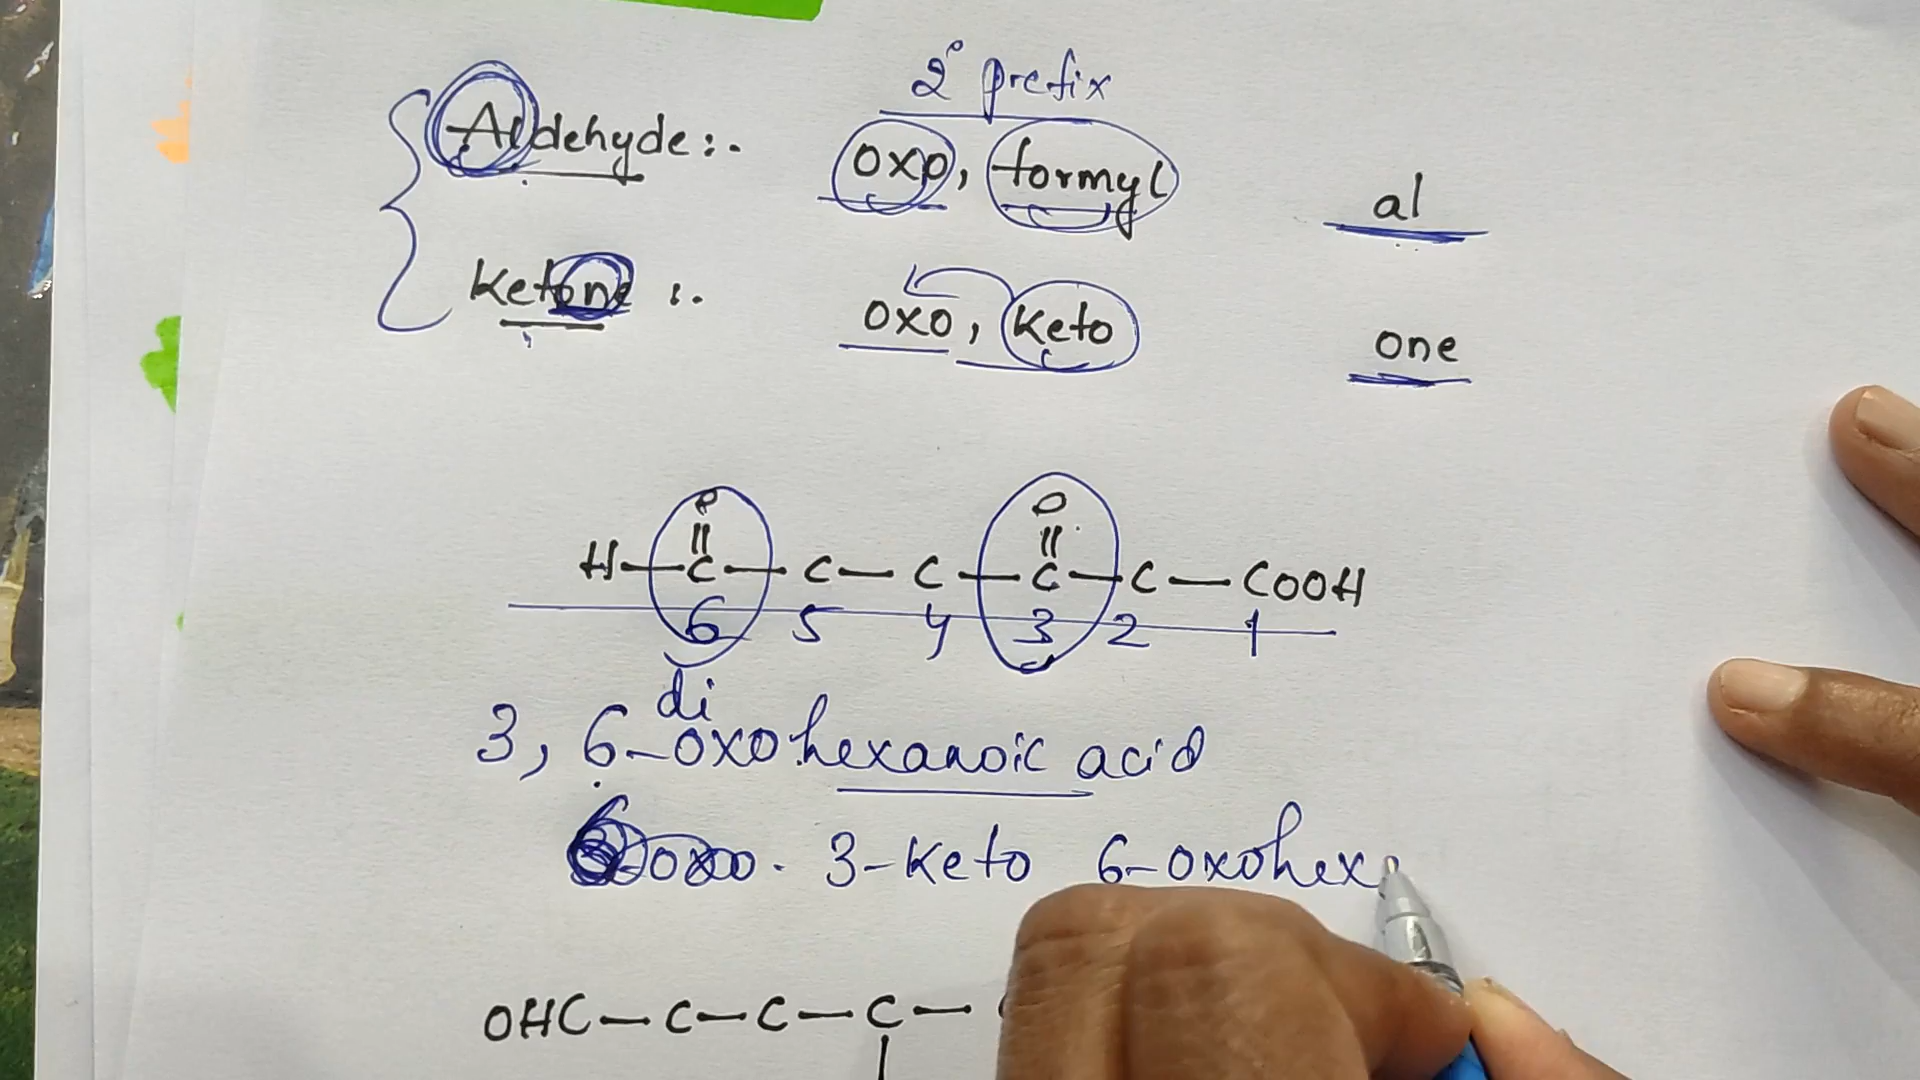 2° prefix
Aldehyde :- oxo, formyl al
Ketone :- oxo, Keto one
O O
|| ||
H—C—C—C—C—C—COOH
6 5 4 3 2 1
di
3, 6-oxohexanoic acid
6 oxo. 3-Keto 6-oxohex
OHC—C—C—C—